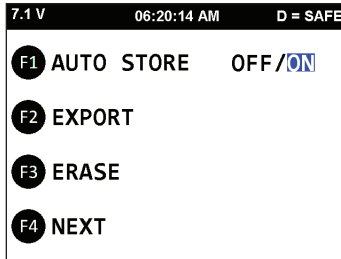 7.1 V 06:20:14 AM D = SAFE
F1 AUTO STORE OFF/ON
F2 EXPORT
F3 ERASE
F4 NEXT